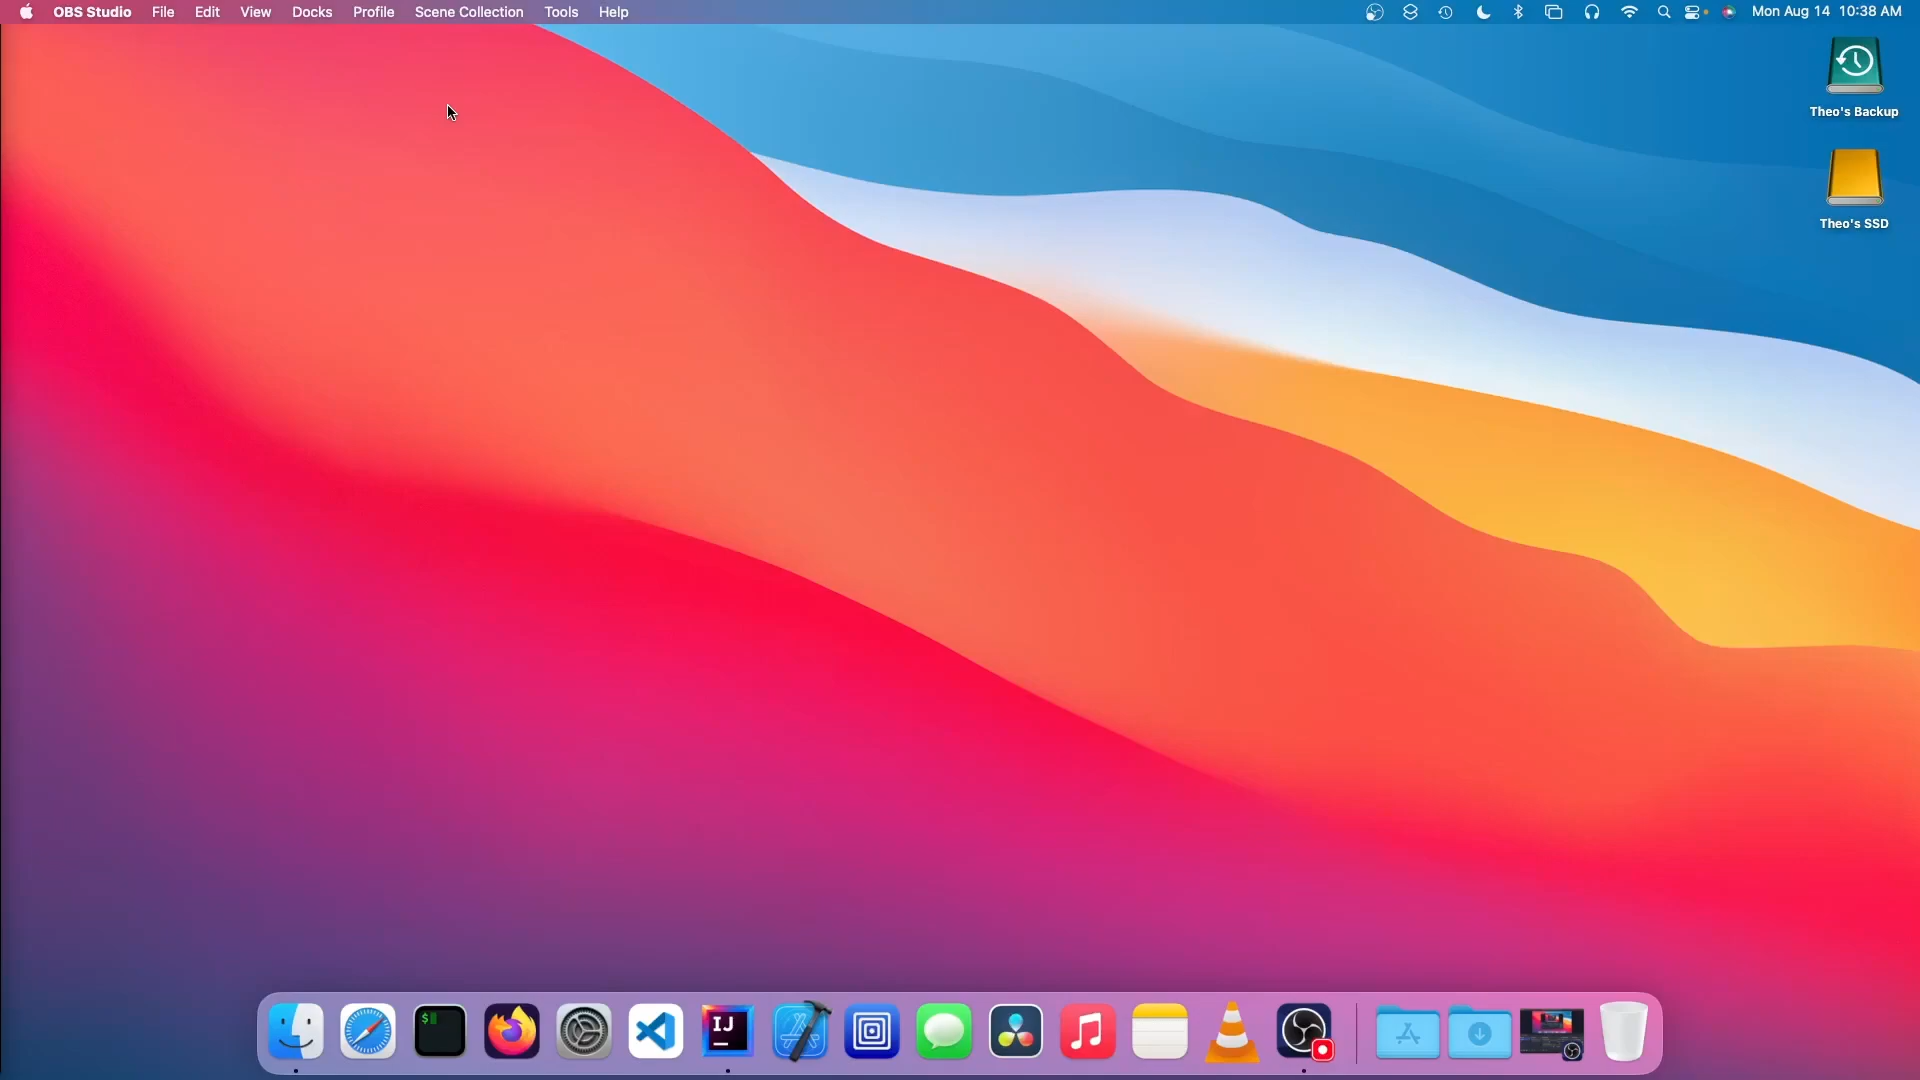 OBS Studio File Edit View Docks Profile Scene Collection Tools Help Mon Aug 14 10:38 AM
Theo's Backup
Theo's SSD
$
IJ